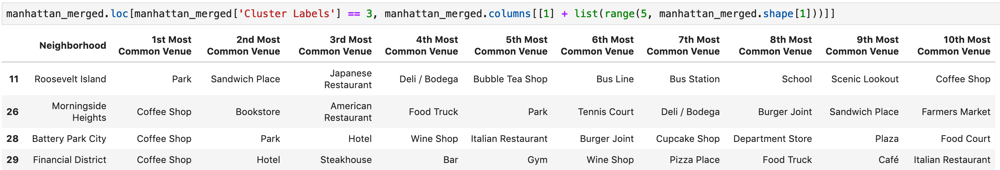 manhattan_merged.loc[manhattan_merged['Cluster Labels'] == 3, manhattan_merged.columns[[1] + list(range(5, manhattan_merged.shape[1]))]]
Neighborhood 1st Most Common Venue 2nd Most Common Venue 3rd Most Common Venue 4th Most Common Venue 5th Most Common Venue 6th Most Common Venue 7th Most Common Venue 8th Most Common Venue 9th Most Common Venue 10th Most Common Venue
11 Roosevelt Island Park Sandwich Place Japanese Restaurant Deli / Bodega Bubble Tea Shop Bus Line Bus Station School Scenic Lookout Coffee Shop
26 Morningside Heights Coffee Shop Bookstore American Restaurant Food Truck Park Tennis Court Deli / Bodega Burger Joint Sandwich Place Farmers Market
28 Battery Park City Coffee Shop Park Hotel Wine Shop Italian Restaurant Burger Joint Cupcake Shop Department Store Plaza Food Court
29 Financial District Coffee Shop Hotel Steakhouse Bar Gym Wine Shop Pizza Place Food Truck Café Italian Restaurant